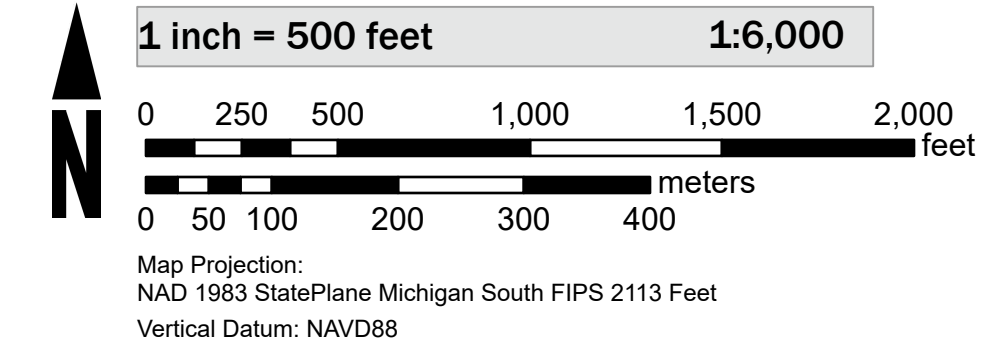 1 inch = 500 feet 1:6,000
0 250 500 1,000 1,500 2,000
feet
meters
0 50 100 200 300 400
N
Map Projection:
NAD 1983 StatePlane Michigan South FIPS 2113 Feet
Vertical Datum: NAVD88